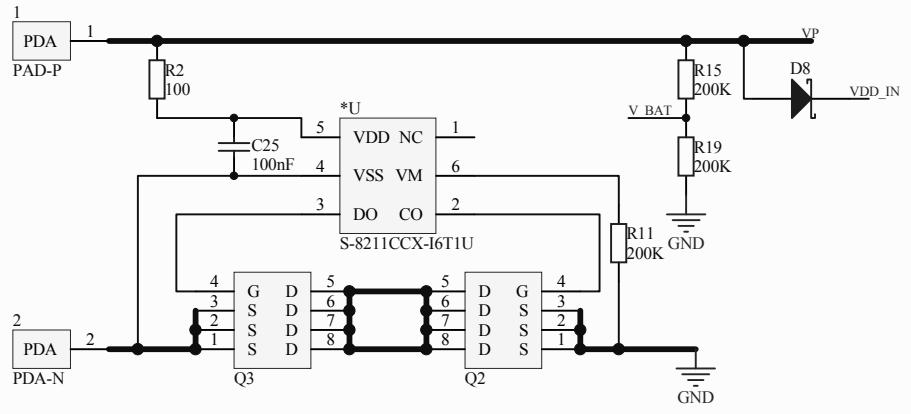 1
PDA 1
PAD-P
VP
R2
100
R15
200K
D8
VDD_IN
V_BAT
R19
200K
GND
*U
5 VDD NC 1
4 VSS VM 6
3 DO CO 2
S-8211CCX-I6T1U
C25
100nF
R11
200K
4 G D 5
3 S D 6
2 S D 7
1 S D 8
Q3
5 D G 4
6 D S 3
7 D S 2
8 D S 1
Q2
2
PDA 2
PDA-N
GND